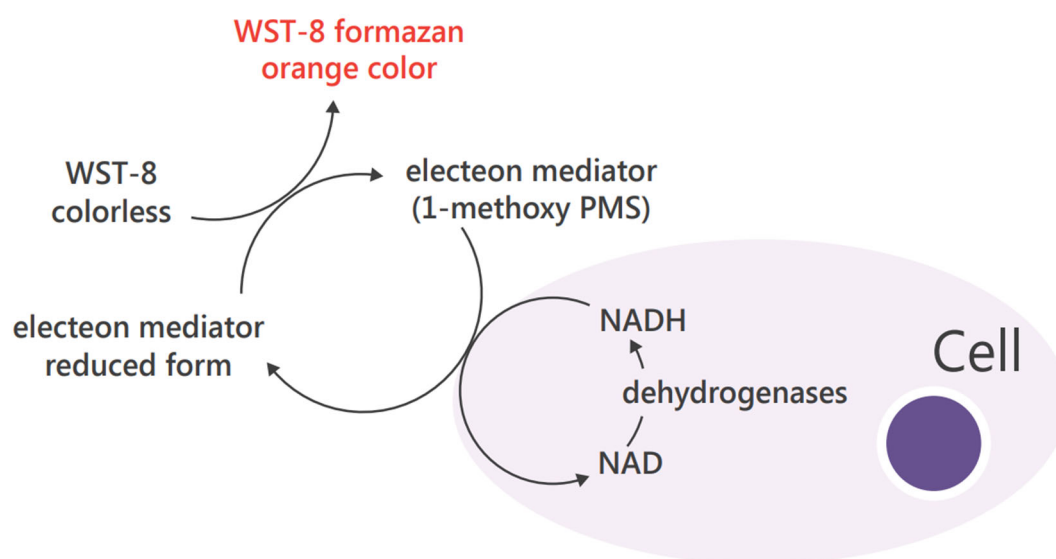 WST-8 formazan
orange color
WST-8
colorless
electeon mediator
(1-methoxy PMS)
electeon mediator
reduced form
NADH
Cell
dehydrogenases
NAD